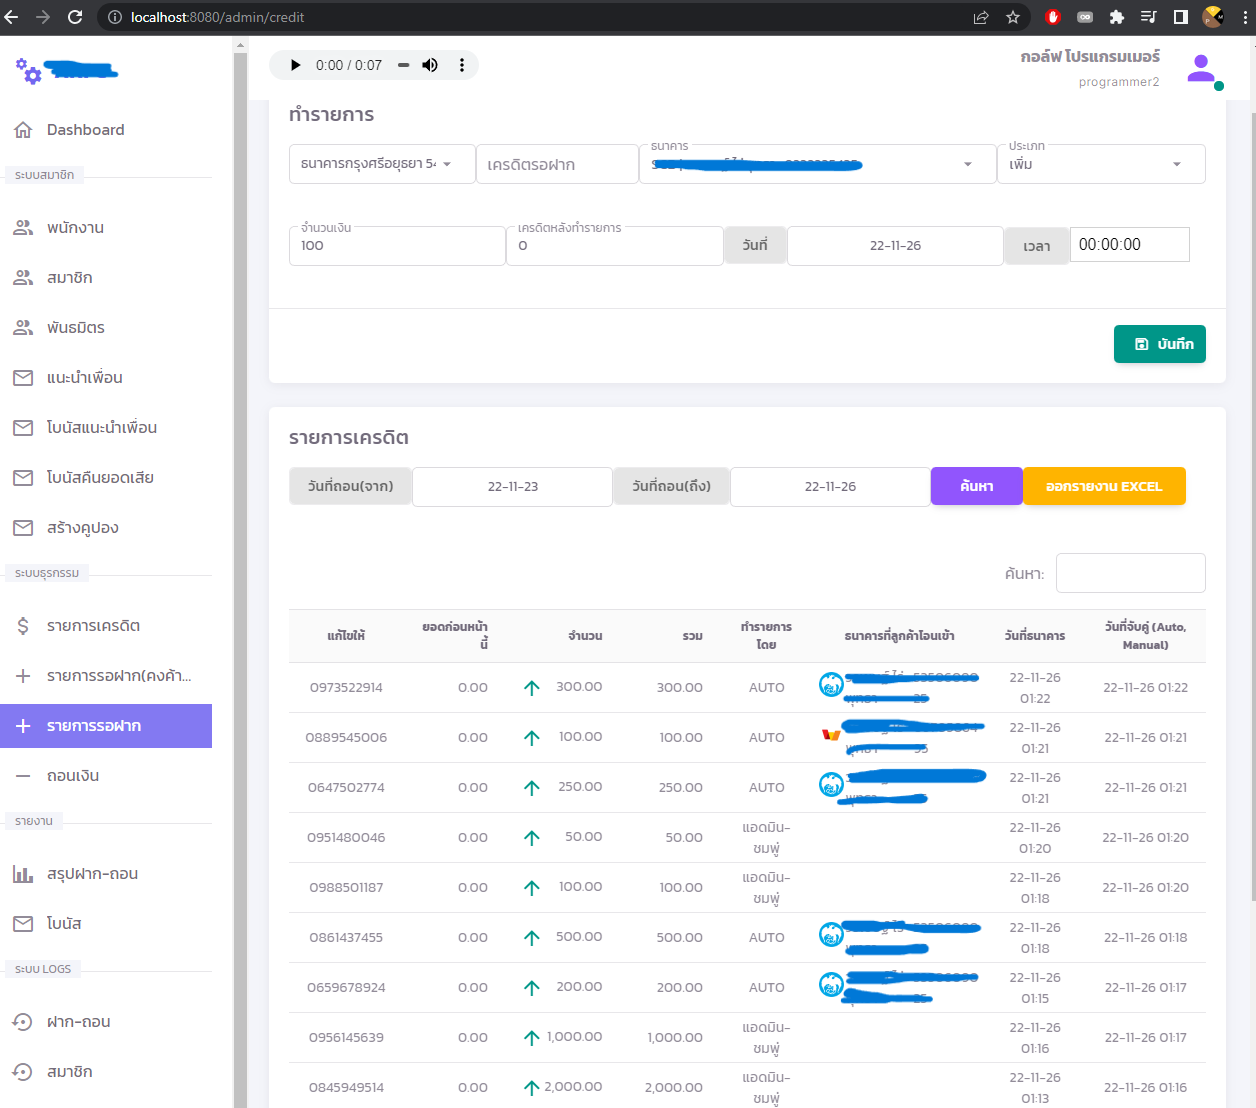 localhost:8080/admin/credit
0:00 / 0:07
กอล์ฟ โปรแกรมเมอร์
programmer2
Dashboard
ระบบสมาชิก
พนักงาน
สมาชิก
พันธมิตร
แนะนำเพื่อน
โบนัสแนะนำเพื่อน
โบนัสคืนยอดเสีย
สร้างคูปอง
ระบบธุรกรรม
รายการเครดิต
รายการรอฝาก(คงค้า...
รายการรอฝาก
ถอนเงิน
รายงาน
สรุปฝาก-ถอน
โบนัส
ระบบ LOGS
ฝาก-ถอน
สมาชิก
ทำรายการ
ธนาคารกรุงศรีอยุธยา 54
เครดิตรอฝาก
ธนาคาร
ประเภท
เพิ่ม
จำนวนเงิน
100
เครดิตหลังทำรายการ
0
วันที่
22-11-26
เวลา
00:00:00
บันทึก
รายการเครดิต
วันที่ถอน(จาก)
22-11-23
วันที่ถอน(ถึง)
22-11-26
ค้นหา
ออกรายงาน EXCEL
ค้นหา:
แก้ไขให้ ยอดก่อนหน้านี้ จำนวน รวม ทำรายการโดย ธนาคารที่ลูกค้าโอนเข้า วันที่ธนาคาร วันที่จับคู่ (Auto, Manual)
0973522914 0.00 300.00 300.00 AUTO 22-11-26 01:22 22-11-26 01:22
0889545006 0.00 100.00 100.00 AUTO 22-11-26 01:21 22-11-26 01:21
0647502774 0.00 250.00 250.00 AUTO 22-11-26 01:21 22-11-26 01:21
0951480046 0.00 50.00 50.00 แอดมิน-ชมพู่ 22-11-26 01:20 22-11-26 01:20
0988501187 0.00 100.00 100.00 แอดมิน-ชมพู่ 22-11-26 01:18 22-11-26 01:20
0861437455 0.00 500.00 500.00 AUTO 22-11-26 01:18 22-11-26 01:18
0659678924 0.00 200.00 200.00 AUTO 22-11-26 01:15 22-11-26 01:17
0956145639 0.00 1,000.00 1,000.00 แอดมิน-ชมพู่ 22-11-26 01:16 22-11-26 01:17
0845949514 0.00 2,000.00 2,000.00 แอดมิน-ชมพู่ 22-11-26 01:13 22-11-26 01:16